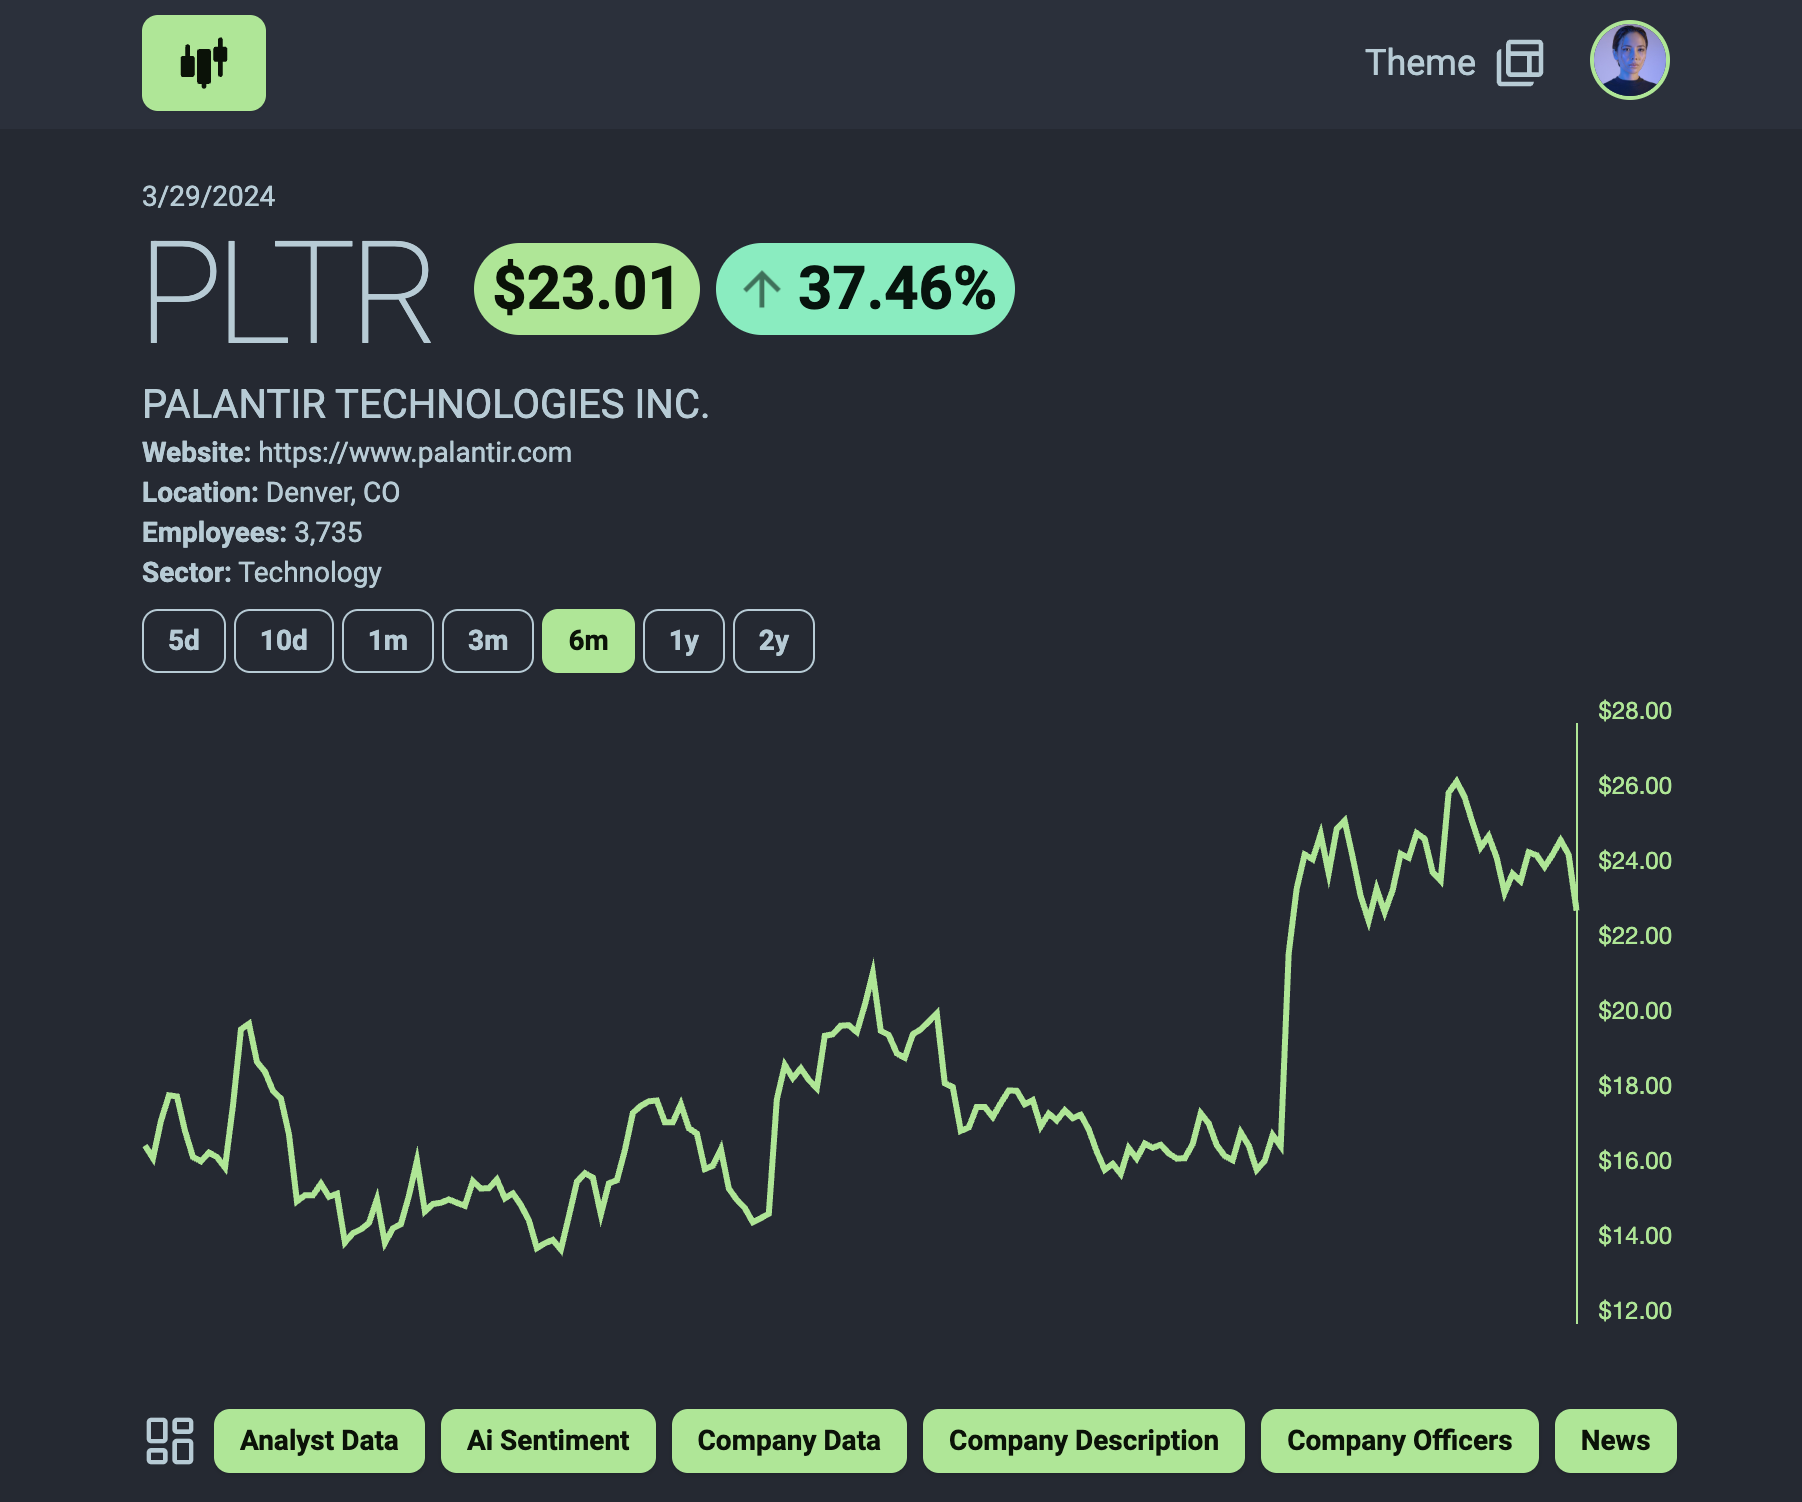 Theme
3/29/2024
PLTR $23.01 37.46%
PALANTIR TECHNOLOGIES INC.
Website: https://www.palantir.com
Location: Denver, CO
Employees: 3,735
Sector: Technology
5d 10d 1m 3m 6m 1y 2y
$28.00
$26.00
$24.00
$22.00
$20.00
$18.00
$16.00
$14.00
$12.00
Analyst Data Ai Sentiment Company Data Company Description Company Officers News